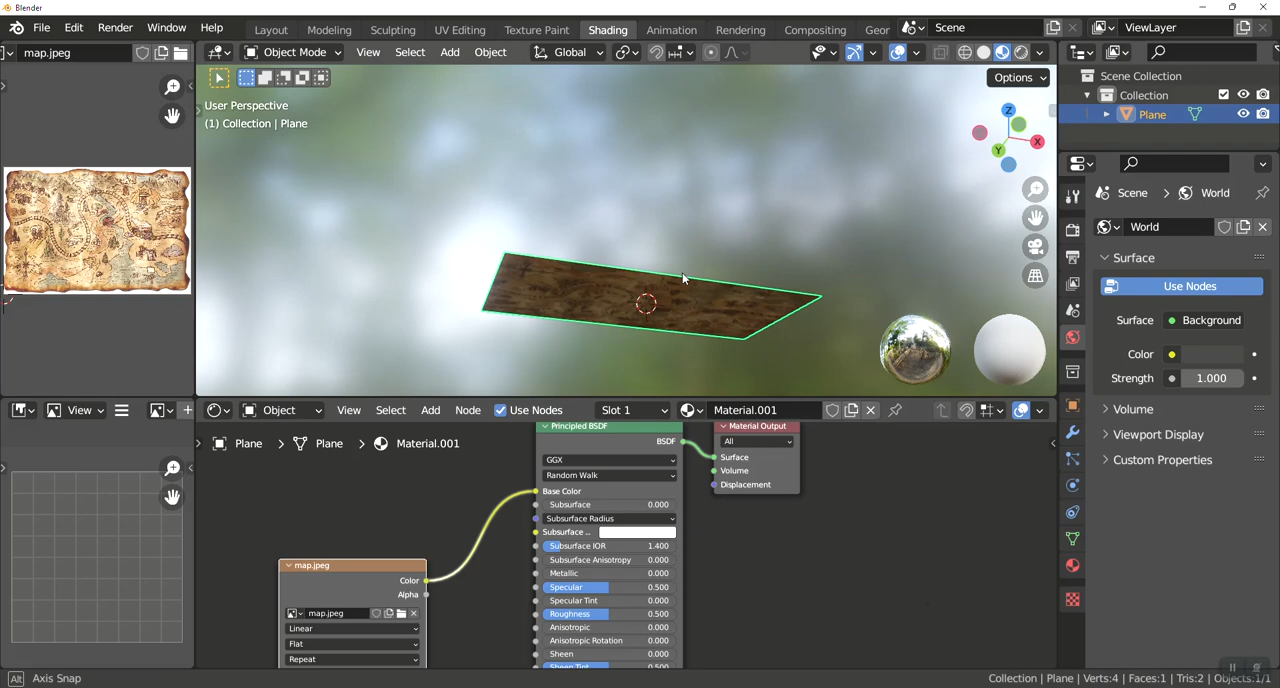 Blender
File Edit Render Window Help
Layout Modeling Sculpting UV Editing Texture Paint Shading Animation Rendering Compositing Geor
Scene
ViewLayer
map.jpeg
Object Mode View Select Add Object Global
Options
User Perspective
(1) Collection | Plane
Z
X
Y
Scene Collection
Collection
Plane
Scene > World
World
Surface
Use Nodes
Surface Background
Color
Strength 1.000
Volume
Viewport Display
Custom Properties
View
Object View Select Add Node Use Nodes Slot 1 Material.001
Plane > Plane > Material.001
Principled BSDF
BSDF
GGX
Random Walk
Base Color
Subsurface 0.000
Subsurface Radius
Subsurface ..
Subsurface IOR 1.400
Subsurface Anisotropy 0.000
Metallic 0.000
Specular 0.500
Specular Tint 0.000
Roughness 0.500
Anisotropic 0.000
Anisotropic Rotation 0.000
Sheen 0.000
Sheen Tint 0.500
Material Output
All
Surface
Volume
Displacement
map.jpeg
Color
Alpha
map.jpeg
Linear
Flat
Repeat
Alt Axis Snap
Collection | Plane | Verts:4 | Faces:1 | Tris:2 | Objects:1/1